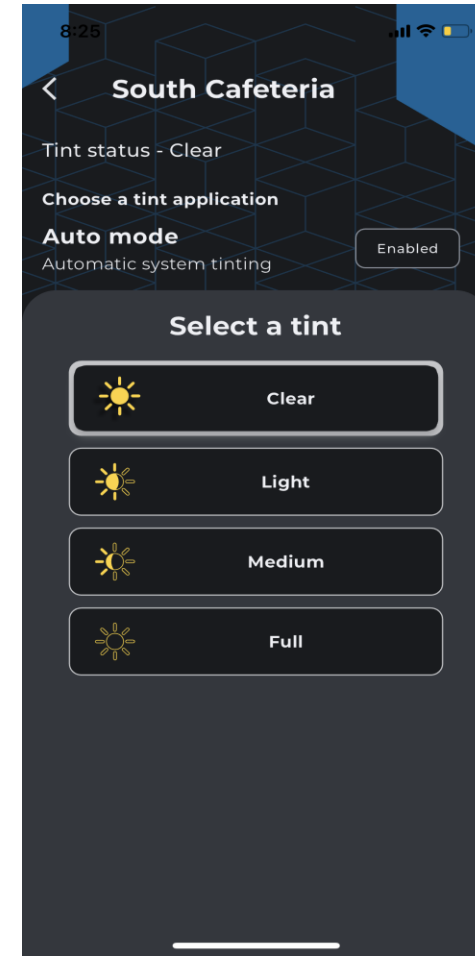 8:25
South Cafeteria
Tint status - Clear
Choose a tint application
Auto mode
Enabled
Automatic system tinting
Select a tint
Clear
Light
Medium
Full